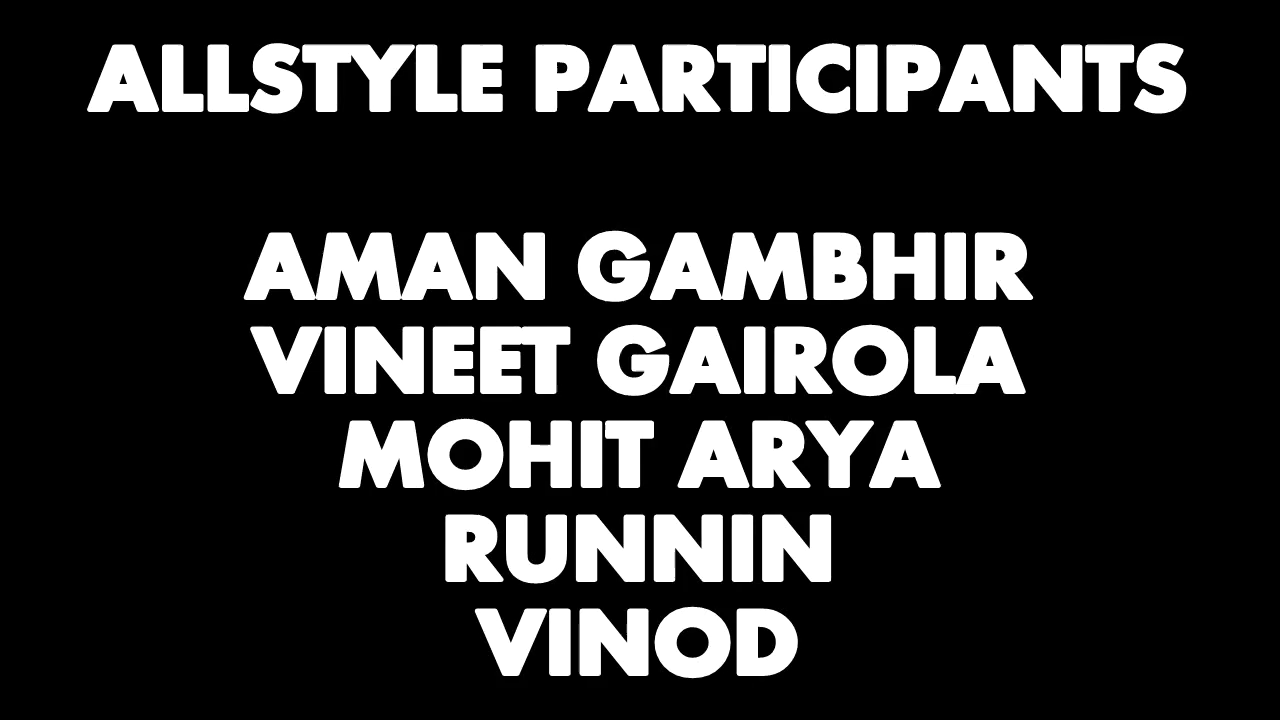 ALLSTYLE PARTICIPANTS
AMAN GAMBHIR
VINEET GAIROLA
MOHIT ARYA
RUNNIN
VINOD